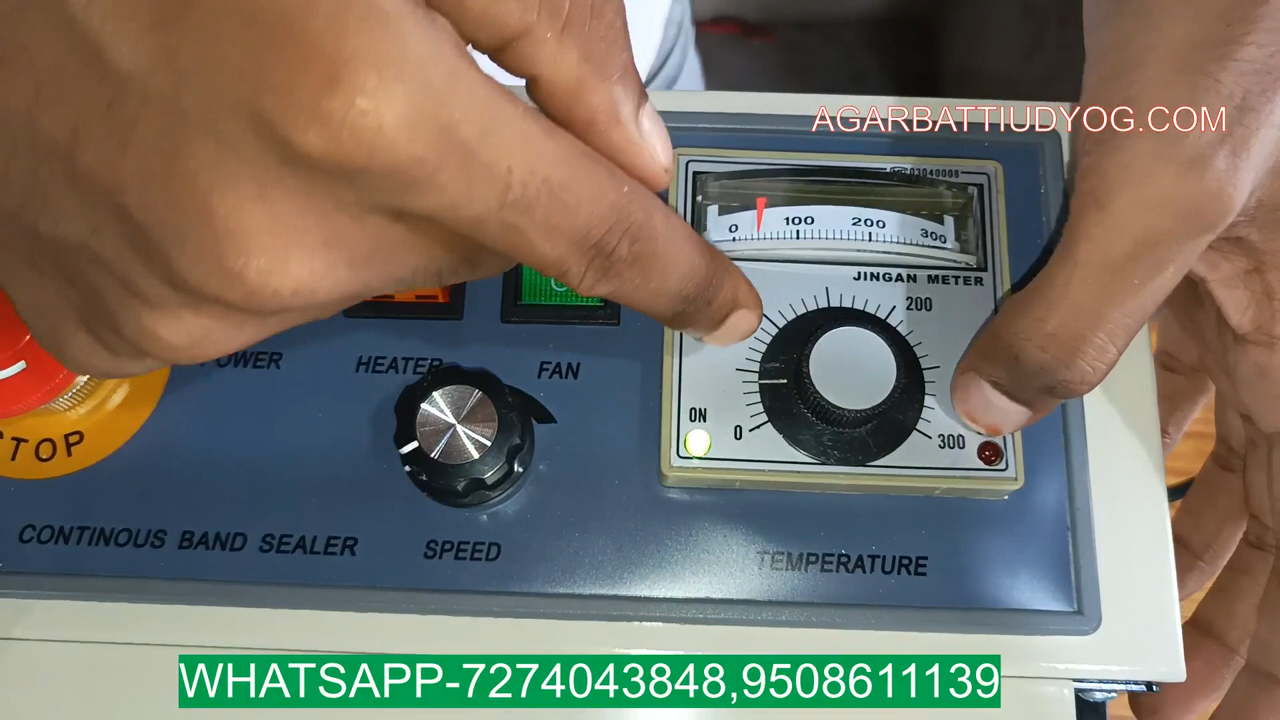 AGARBATTIUDYOG.COM
03040005
0 100 200 300
JINGAN METER
200
ON
0
300
POWER
HEATER
FAN
STOP
CONTINOUS BAND SEALER
SPEED
TEMPERATURE
WHATSAPP-7274043848,9508611139